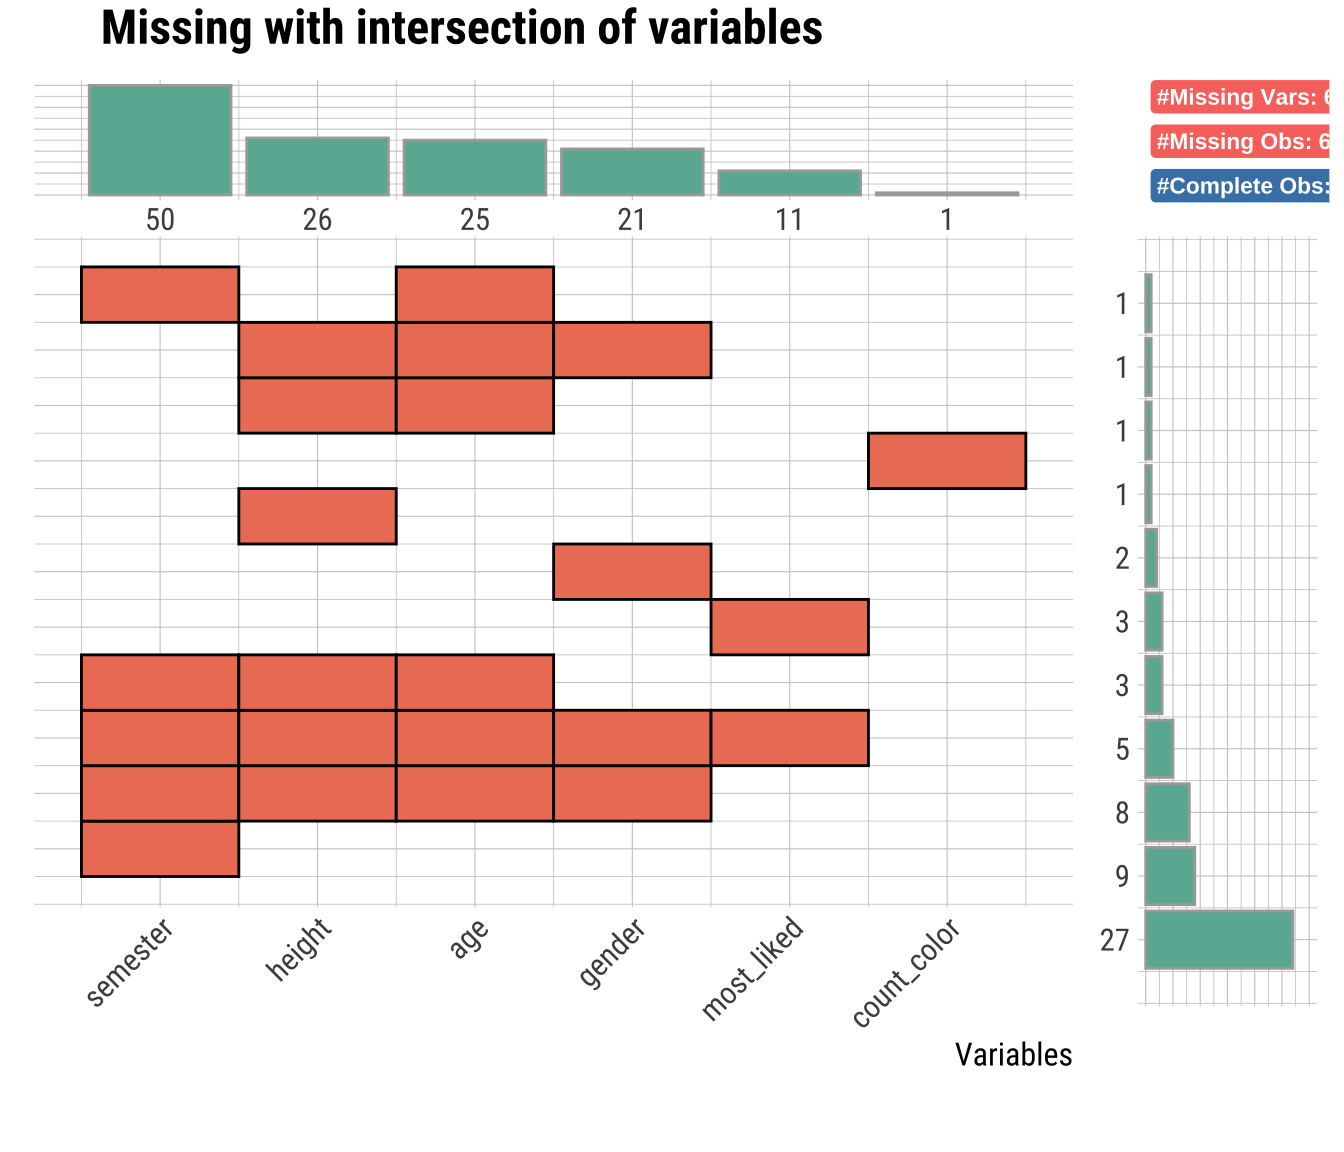 Missing with intersection of variables
#Missing Vars: 6
#Missing Obs: 6
#Complete Obs:
50 26 25 21 11 1
1
1
1
1
2
3
3
5
8
9
27
semester height age gender most_liked count_color
Variables